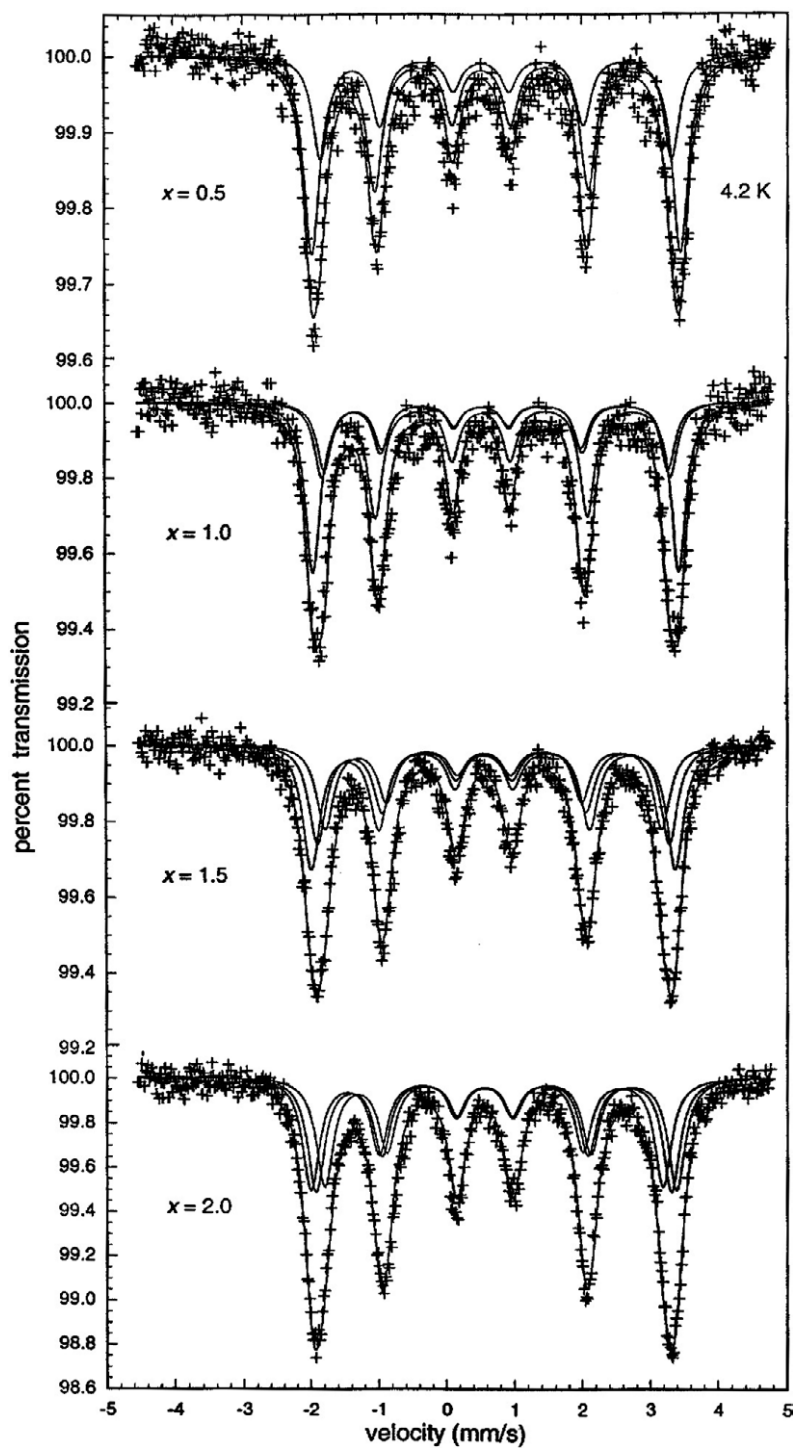 100.0
99.9
99.8
x = 0.5
4.2 K
99.7
99.6
100.0
99.8
x = 1.0
99.6
99.4
99.2
percent transmission
100.0
99.8
x = 1.5
99.6
99.4
99.2
100.0
99.8
99.6
x = 2.0
99.4
99.2
99.0
98.8
98.6
-5 -4 -3 -2 -1 0 1 2 3 4 5
velocity (mm/s)